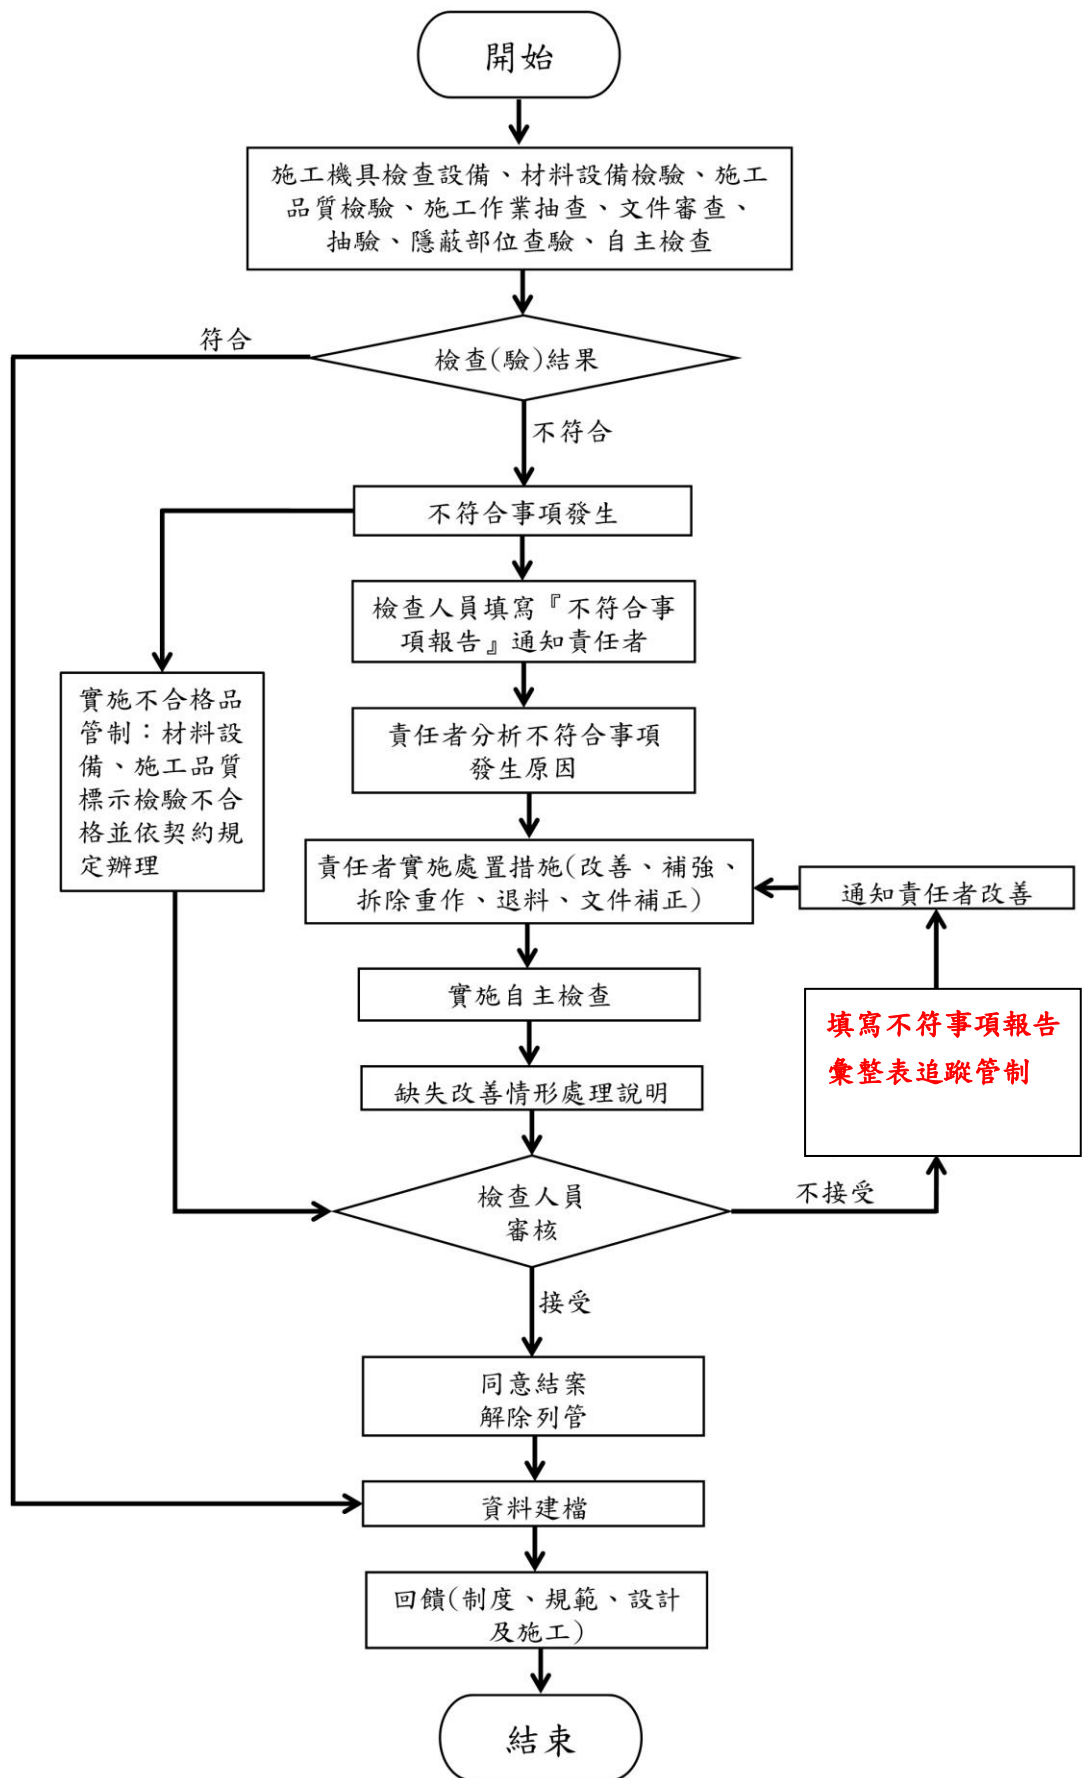 開始
施工機具檢查設備、材料設備檢驗、施工
品質檢驗、施工作業抽查、文件審查、
抽驗、隱蔽部位查驗、自主檢查
符合
檢查(驗)結果
不符合
不符合事項發生
檢查人員填寫『不符合事
項報告』通知責任者
實施不合格品
管制：材料設
備、施工品質
標示檢驗不合
格並依契約規
定辦理
責任者分析不符合事項
發生原因
責任者實施處置措施(改善、補強、
拆除重作、退料、文件補正)
通知責任者改善
實施自主檢查
填寫不符事項報告
彙整表追蹤管制
缺失改善情形處理說明
檢查人員
審核
不接受
接受
同意結案
解除列管
資料建檔
回饋(制度、規範、設計
及施工)
結束